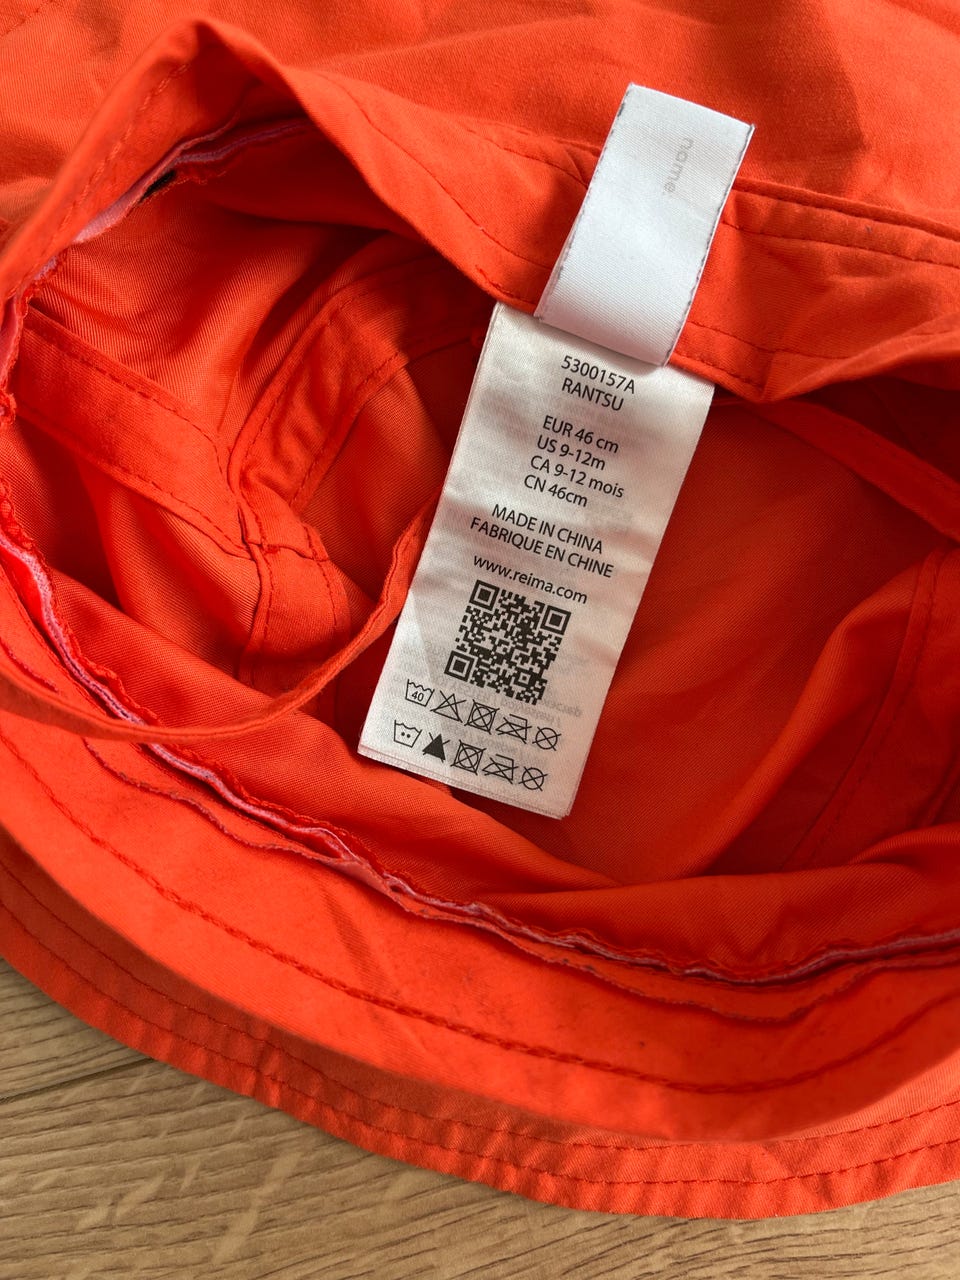 name:
5300157A
RANTSU
EUR 46 cm
US 9-12m
CA 9-12 mois
CN 46cm
MADE IN CHINA
FABRIQUE EN CHINE
www.reima.com
40